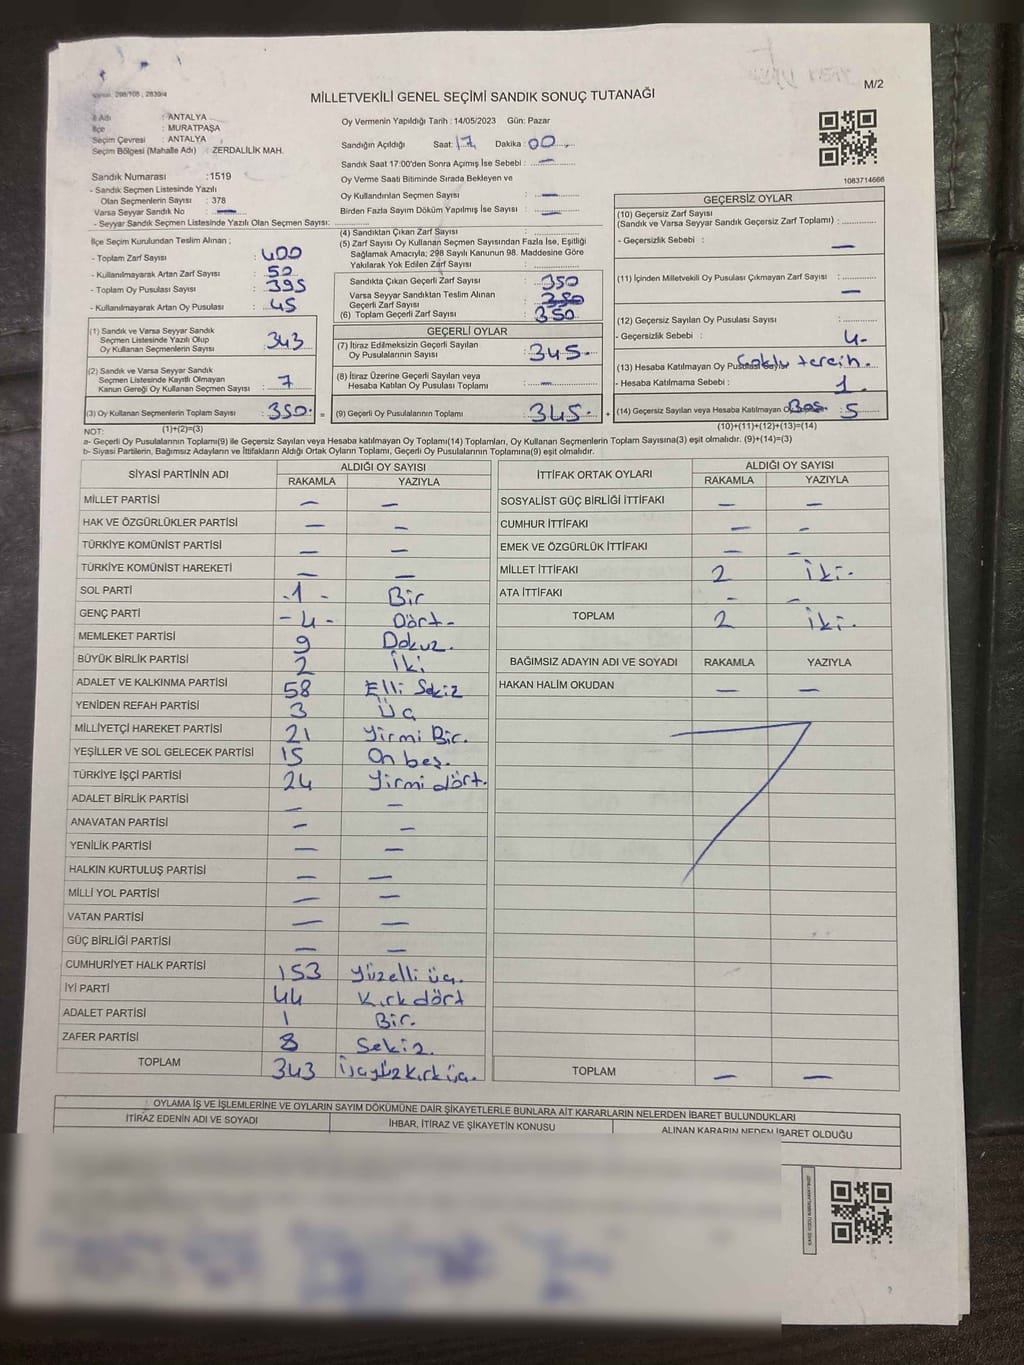 M/2
MİLLETVEKİLİ GENEL SEÇİMİ SANDIK SONUÇ TUTANAĞI
İl Adı : ANTALYA
İlçe : MURATPAŞA
Seçim Çevresi : ANTALYA
Seçim Bölgesi (Mahalle Adı) : ZERDALİLİK MAH.
Sandık Numarası : 1519
- Sandık Seçmen Listesinde Yazılı
Olan Seçmenlerin Sayısı : 378
Varsa Seyyar Sandık No : —
- Seyyar Sandık Seçmen Listesinde Yazılı Olan Seçmen Sayısı:
Oy Vermenin Yapıldığı Tarih : 14/05/2023 Gün: Pazar
Sandığın Açıldığı Saat: 17 Dakika : 00
Sandık Saat 17:00'den Sonra Açımış İse Sebebi : —
Oy Verme Saati Bitiminde Sırada Bekleyen ve
Oy Kullandırılan Seçmen Sayısı : —
Birden Fazla Sayım Döküm Yapılmış İse Sayısı : —
1083714666
İlçe Seçim Kurulundan Teslim Alınan ;
- Toplam Zarf Sayısı : 400
- Kullanılmayarak Artan Zarf Sayısı : 50
- Toplam Oy Pusulası Sayısı : 395
- Kullanılmayarak Artan Oy Pusulası : 45
(1) Sandık ve Varsa Seyyar Sandık
Seçmen Listesinde Yazılı Olup
Oy Kullanan Seçmenlerin Sayısı : 343
(2) Sandık ve Varsa Seyyar Sandık
Seçmen Listesinde Kayıtlı Olmayan
Kanun Gereği Oy Kullanan Seçmen Sayısı : 7
(3) Oy Kullanan Seçmenlerin Toplam Sayısı : 350. =
(4) Sandıktan Çıkan Zarf Sayısı :
(5) Zarf Sayısı Oy Kullanan Seçmen Sayısından Fazla İse, Eşitliği
Sağlamak Amacıyla; 298 Sayılı Kanunun 98. Maddesine Göre
Yakılarak Yok Edilen Zarf Sayısı :
Sandıkta Çıkan Geçerli Zarf Sayısı : 350
Varsa Seyyar Sandıktan Teslim Alınan
Geçerli Zarf Sayısı : 350
(6) Toplam Geçerli Zarf Sayısı : 350
GEÇERLİ OYLAR
(7) İtiraz Edilmeksizin Geçerli Sayılan
Oy Pusulalarının Sayısı : 345.
(8) İtiraz Üzerine Geçerli Sayılan veya
Hesaba Katılan Oy Pusulası Toplamı : —
(9) Geçerli Oy Pusulalarının Toplamı : 345. +
GEÇERSİZ OYLAR
(10) Geçersiz Zarf Sayısı
(Sandık ve Varsa Seyyar Sandık Geçersiz Zarf Toplamı) :
- Geçersizlik Sebebi : —
(11) İçinden Milletvekili Oy Pusulası Çıkmayan Zarf Sayısı :
—
(12) Geçersiz Sayılan Oy Pusulası Sayısı :
- Geçersizlik Sebebi : 4-
Çoklu tercih.
(13) Hesaba Katılmayan Oy Pusulası Sayısı :
- Hesaba Katılmama Sebebi : 1
Boş
(14) Geçersiz Sayılan veya Hesaba Katılmayan 5
(10)+(11)+(12)+(13)=(14)
NOT: (1)+(2)=(3)
a- Geçerli Oy Pusulalarının Toplamı(9) ile Geçersiz Sayılan veya Hesaba katılmayan Oy Toplamı(14) Toplamları, Oy Kullanan Seçmenlerin Toplam Sayısına(3) eşit olmalıdır. (9)+(14)=(3)
b- Siyasi Partilerin, Bağımsız Adayların ve İttifakların Aldığı Ortak Oyların Toplamı, Geçerli Oy Pusulalarının Toplamına(9) eşit olmalıdır.
SİYASİ PARTİNİN ADI ALDIĞI OY SAYISI
RAKAMLA YAZIYLA
MİLLET PARTİSİ — —
HAK VE ÖZGÜRLÜKLER PARTİSİ — —
TÜRKİYE KOMÜNİST PARTİSİ — —
TÜRKİYE KOMÜNİST HAREKETİ — —
SOL PARTİ -1- Bir
GENÇ PARTİ -4- Dört-
MEMLEKET PARTİSİ 9 Dokuz.
BÜYÜK BİRLİK PARTİSİ 2 İki
ADALET VE KALKINMA PARTİSİ 58 Elli Sekiz
YENİDEN REFAH PARTİSİ 3 Üç
MİLLİYETÇİ HAREKET PARTİSİ 21 Yirmi Bir.
YEŞİLLER VE SOL GELECEK PARTİSİ 15 On beş.
TÜRKİYE İŞÇİ PARTİSİ 24 Yirmi dört.
ADALET BİRLİK PARTİSİ — —
ANAVATAN PARTİSİ — —
YENİLİK PARTİSİ — —
HALKIN KURTULUŞ PARTİSİ — —
MİLLİ YOL PARTİSİ — —
VATAN PARTİSİ — —
GÜÇ BİRLİĞİ PARTİSİ — —
CUMHURİYET HALK PARTİSİ 153 Yüzelli üç.
İYİ PARTİ 44 Kırk dört
ADALET PARTİSİ 1 Bir.
ZAFER PARTİSİ 8 Sekiz.
TOPLAM 343 Üçyüzkırküç.
İTTİFAK ORTAK OYLARI ALDIĞI OY SAYISI
RAKAMLA YAZIYLA
SOSYALİST GÜÇ BİRLİĞİ İTTİFAKI — —
CUMHUR İTTİFAKI — —
EMEK VE ÖZGÜRLÜK İTTİFAKI — —
MİLLET İTTİFAKI 2 İki-
ATA İTTİFAKI — —
TOPLAM 2 İki-
BAĞIMSIZ ADAYIN ADI VE SOYADI RAKAMLA YAZIYLA
HAKAN HALİM OKUDAN — —
TOPLAM — —
OYLAMA İŞ VE İŞLEMLERİNE VE OYLARIN SAYIM DÖKÜMÜNE DAİR ŞİKAYETLERLE BUNLARA AİT KARARLARIN NELERDEN İBARET BULUNDUKLARI
İTİRAZ EDENİN ADI VE SOYADI İHBAR, İTİRAZ VE ŞİKAYETİN KONUSU ALINAN KARARIN NEDEN İBARET OLDUĞU